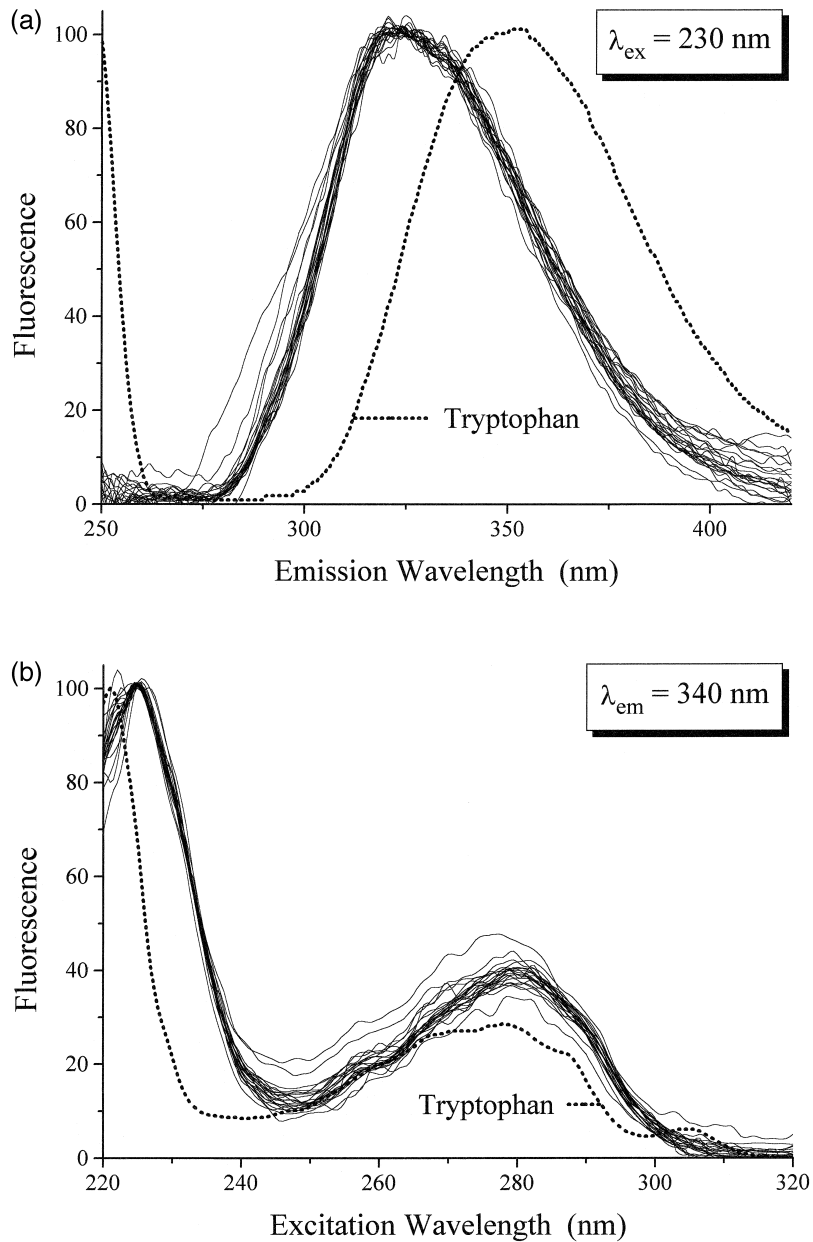 (a)
λex = 230 nm
100
80
60
40
20
0
Fluorescence
Tryptophan
250 300 350 400
Emission Wavelength (nm)
(b)
λem = 340 nm
100
80
60
40
20
0
Fluorescence
Tryptophan
220 240 260 280 300 320
Excitation Wavelength (nm)